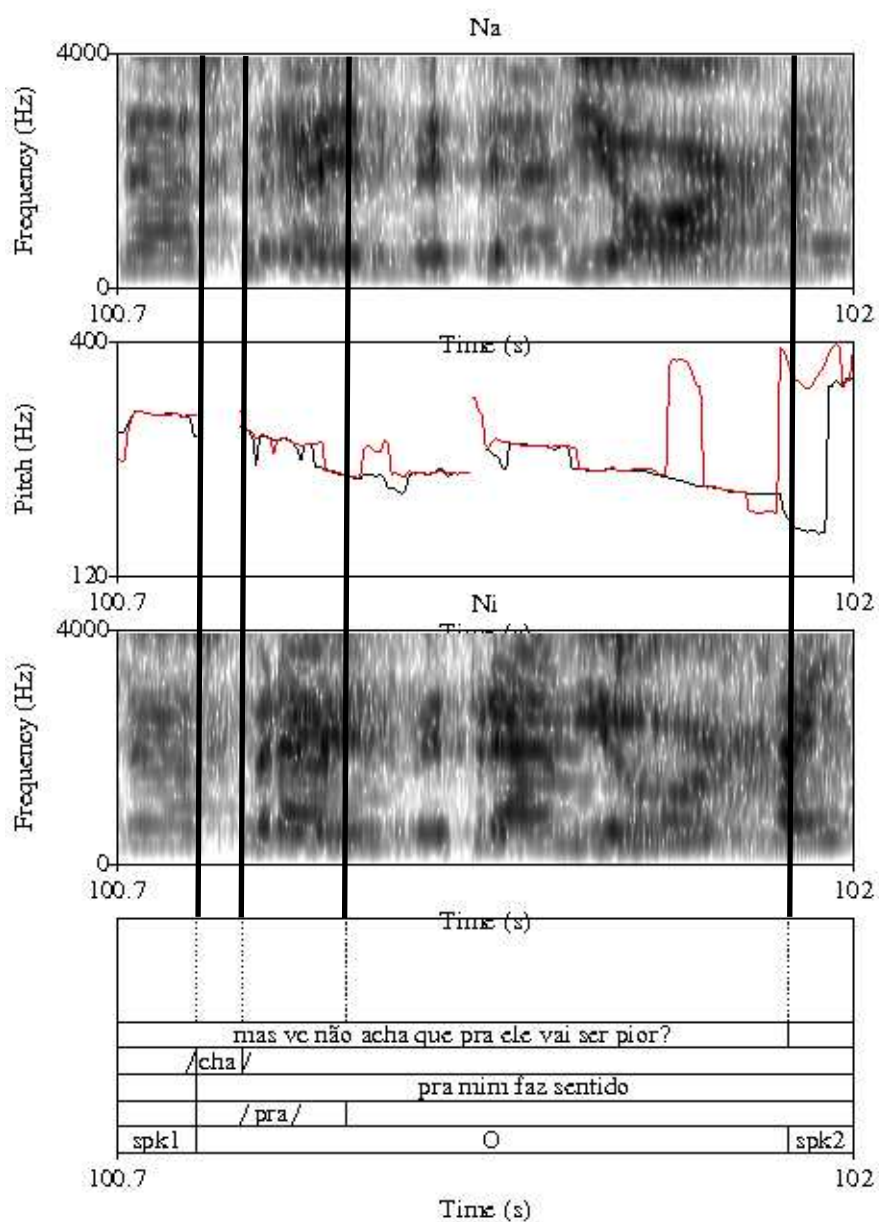 Na
4000
Frequency (Hz)
0
100.7 102
Time (s)
400
Pitch (Hz)
120
100.7 102
Ni
Time (s)
4000
Frequency (Hz)
0
100.7 102
Time (s)
mas vc não acha que pra ele vai ser pior?
/cha/
pra mim faz sentido
/pra/
spk1 O spk2
100.7 102
Time (s)